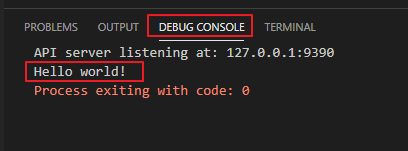 PROBLEMS OUTPUT DEBUG CONSOLE TERMINAL
API server listening at: 127.0.0.1:9390
Hello world!
Process exiting with code: 0